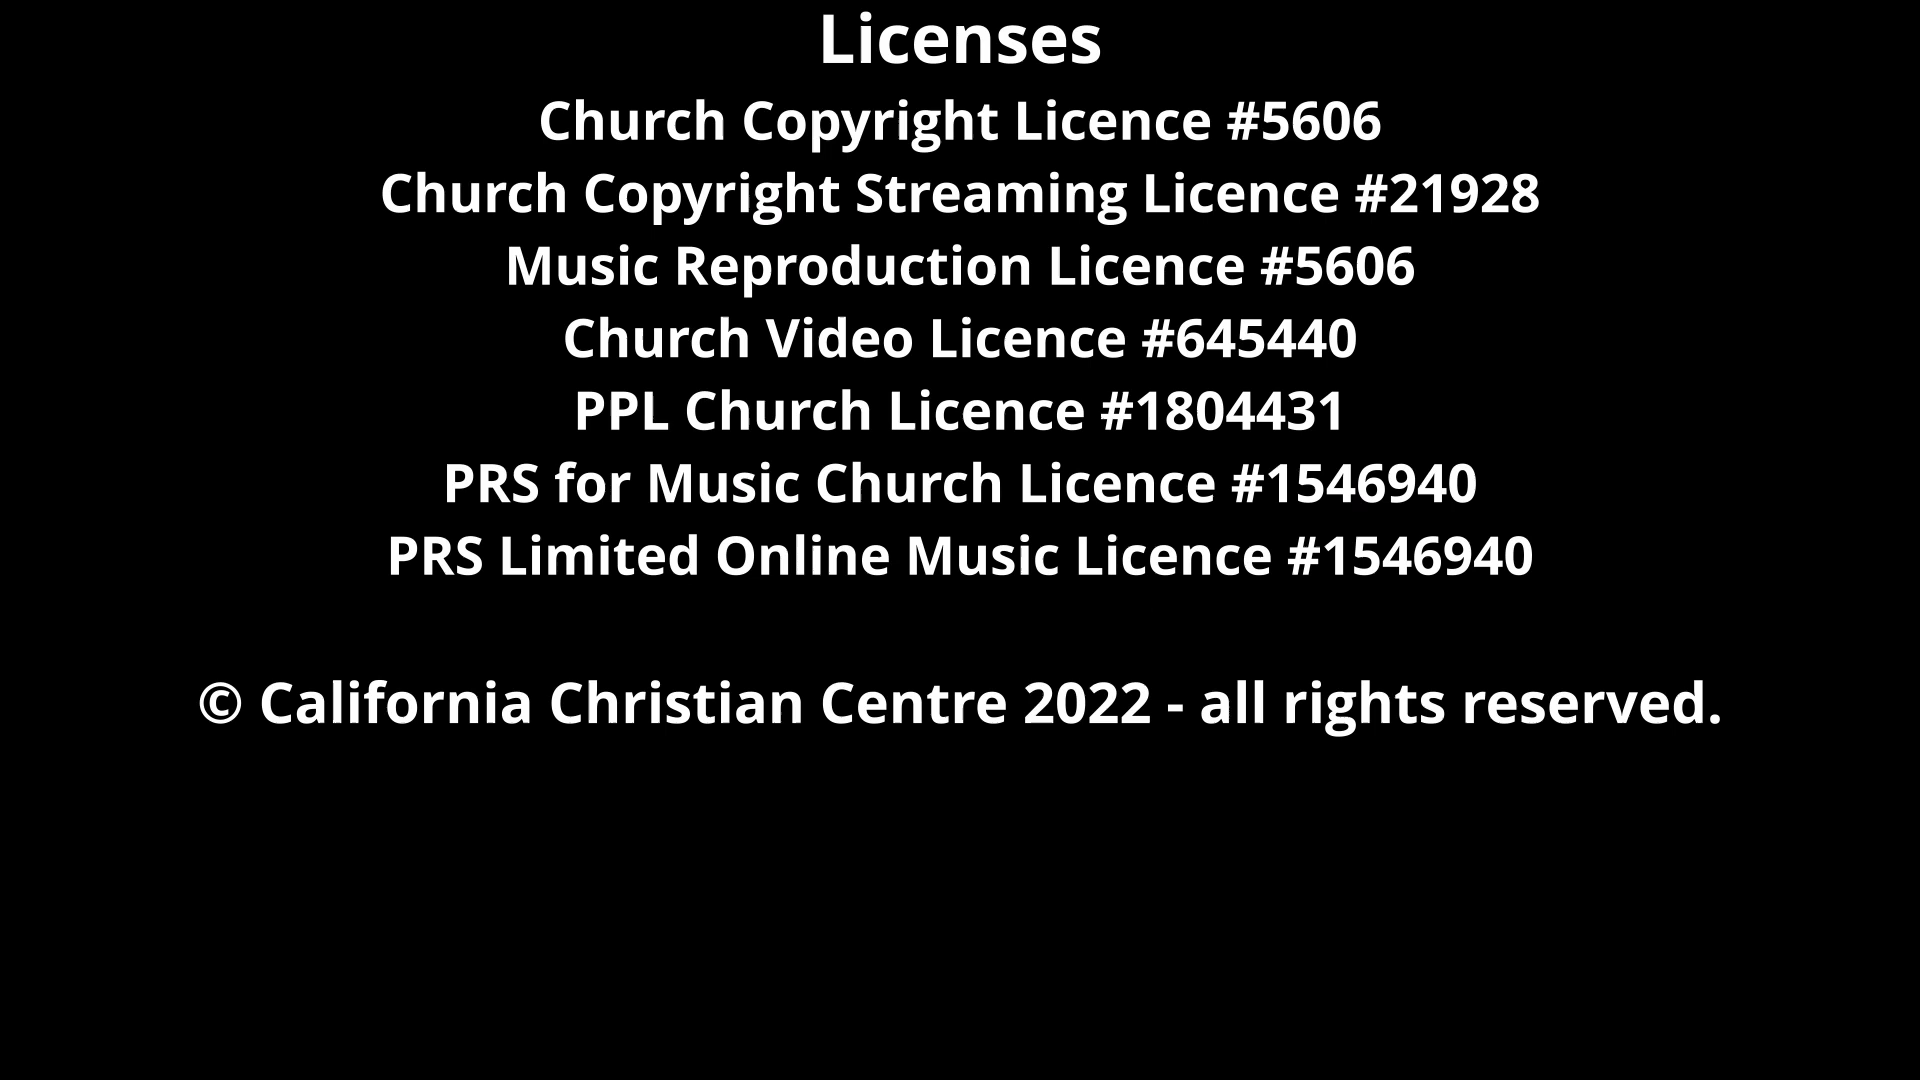 Licenses
Church Copyright Licence #5606
Church Copyright Streaming Licence #21928
Music Reproduction Licence #5606
Church Video Licence #645440
PPL Church Licence #1804431
PRS for Music Church Licence #1546940
PRS Limited Online Music Licence #1546940
© California Christian Centre 2022 - all rights reserved.